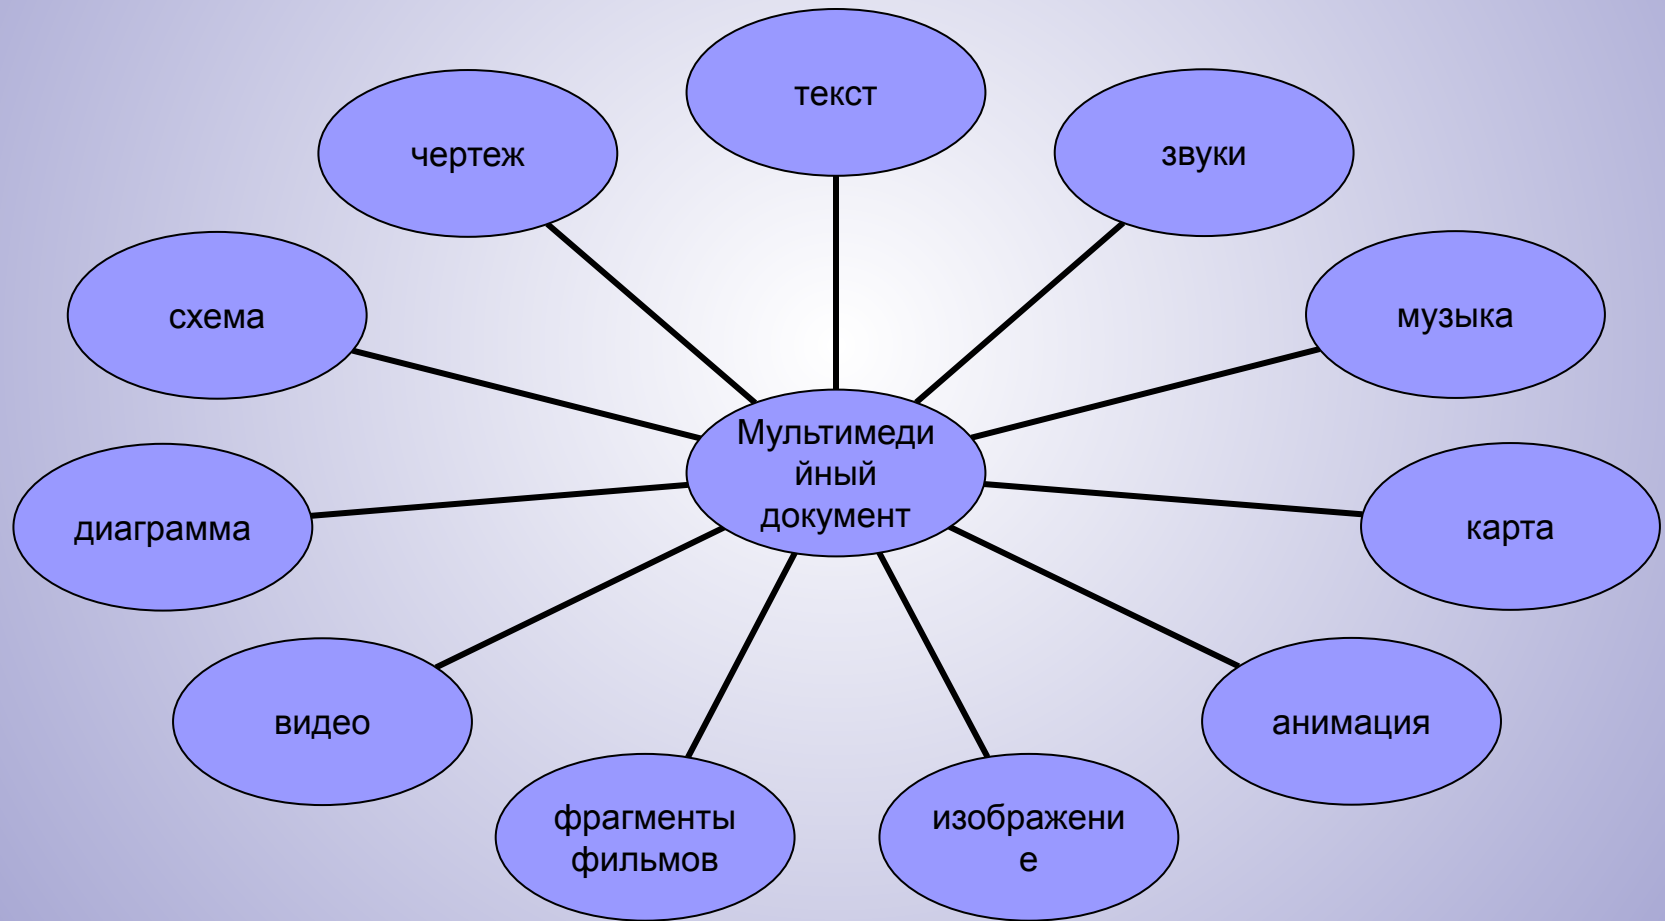 текст
чертеж
звуки
схема
музыка
Мультимеди
йный
документ
диаграмма
карта
видео
анимация
фрагменты
фильмов
изображени
е